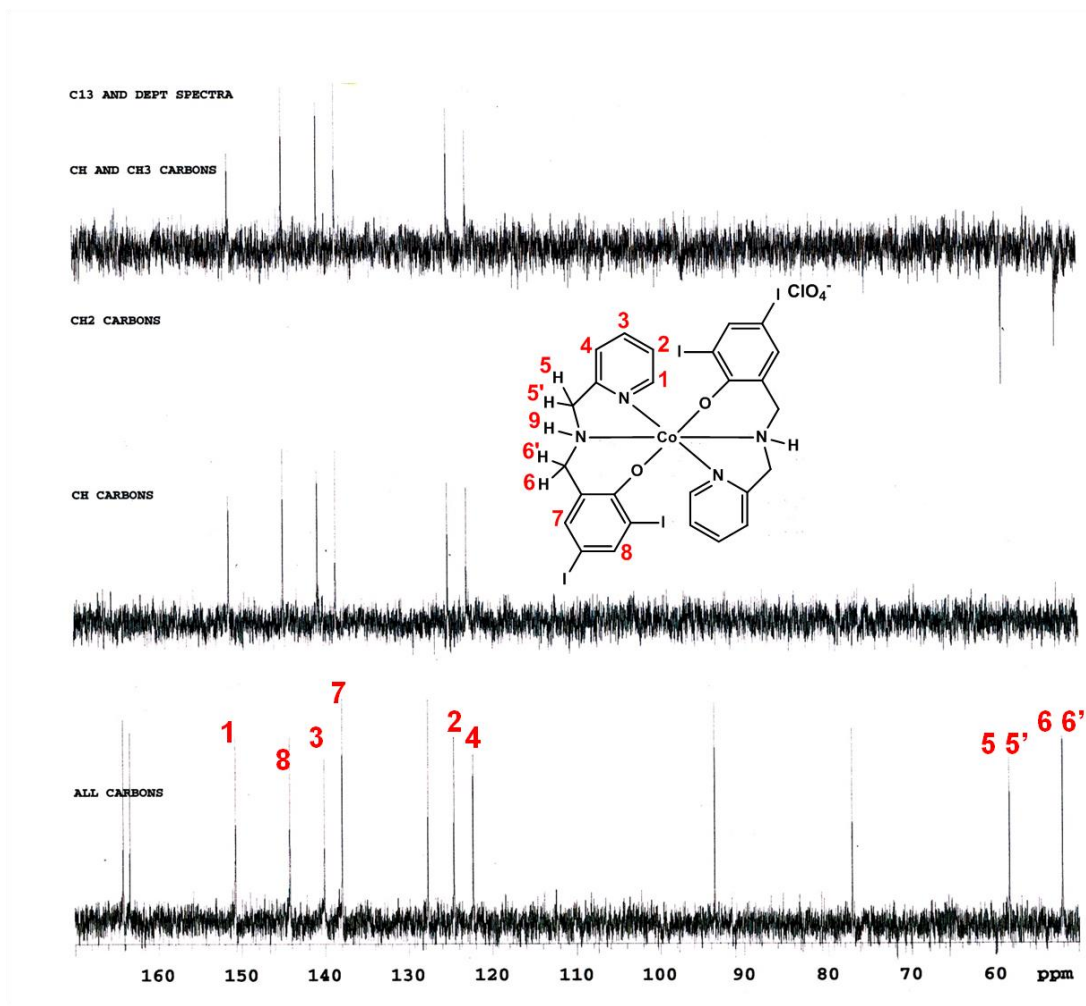 C13 AND DEPT SPECTRA
CH AND CH3 CARBONS
CH2 CARBONS
I ClO4-
3
4 2 I
5 H 1
5' H N O
9 H N Co N H
6' H O N
6 H
7 I
8
I
CH CARBONS
7
1 3 2 4 6 6'
8 5 5'
ALL CARBONS
160 150 140 130 120 110 100 90 80 70 60 ppm